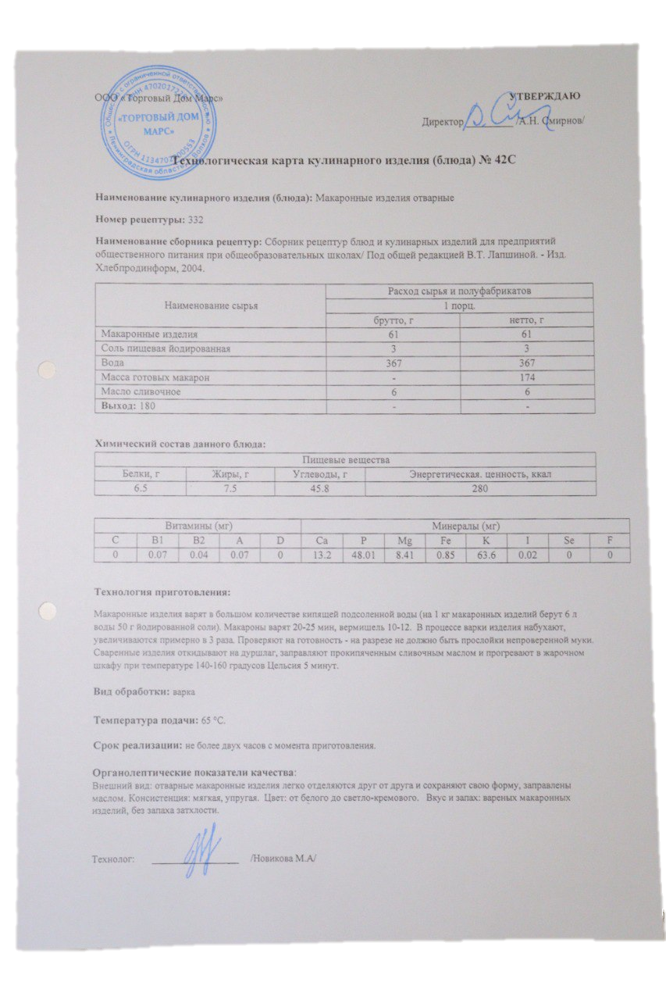 ООО «Торговый Дом Марс»
УТВЕРЖДАЮ
Директор /А.Н. Смирнов/
Общество с ограниченной ответственностью
ИНН
«ТОРГОВЫЙ ДОМ
МАРС»
ОГРН
Ленинградская область Волхов
Технологическая карта кулинарного изделия (блюда) № 42С
Наименование кулинарного изделия (блюда): Макаронные изделия отварные
Номер рецептуры: 332
Наименование сборника рецептур: Сборник рецептур блюд и кулинарных изделий для предприятий
общественного питания при общеобразовательных школах/ Под общей редакцией В.Т. Лапшиной. - Изд.
Хлебпродинформ, 2004.
Наименование сырья Расход сырья и полуфабрикатов
1 порц.
брутто, г нетто, г
Макаронные изделия 61 61
Соль пищевая йодированная 3 3
Вода 367 367
Масса готовых макарон - 174
Масло сливочное 6 6
Выход: 180 - -
Химический состав данного блюда:
Пищевые вещества
Белки, г Жиры, г Углеводы, г Энергетическая. ценность, ккал
6.5 7.5 45.8 280
Витамины (мг) Минералы (мг)
C B1 B2 A D Ca P Mg Fe K I Se F
0 0.07 0.04 0.07 0 13.2 48.01 8.41 0.85 63.6 0.02 0 0
Технология приготовления:
Макаронные изделия варят в большом количестве кипящей подсоленной воды (на 1 кг макаронных изделий берут 6 л
воды 50 г йодированной соли). Макароны варят 20-25 мин, вермишель 10-12. В процессе варки изделия набухают,
увеличиваются примерно в 3 раза. Проверяют на готовность - на разрезе не должно быть прослойки непроверенной муки.
Сваренные изделия откидывают на дуршлаг, заправляют прокипяченным сливочным маслом и прогревают в жарочном
шкафу при температуре 140-160 градусов Цельсия 5 минут.
Вид обработки: варка
Температура подачи: 65 °С.
Срок реализации: не более двух часов с момента приготовления.
Органолептические показатели качества:
Внешний вид: отварные макаронные изделия легко отделяются друг от друга и сохраняют свою форму, заправлены
маслом. Консистенция: мягкая, упругая. Цвет: от белого до светло-кремового. Вкус и запах: вареных макаронных
изделий, без запаха затхлости.
Технолог: /Новикова М.А/